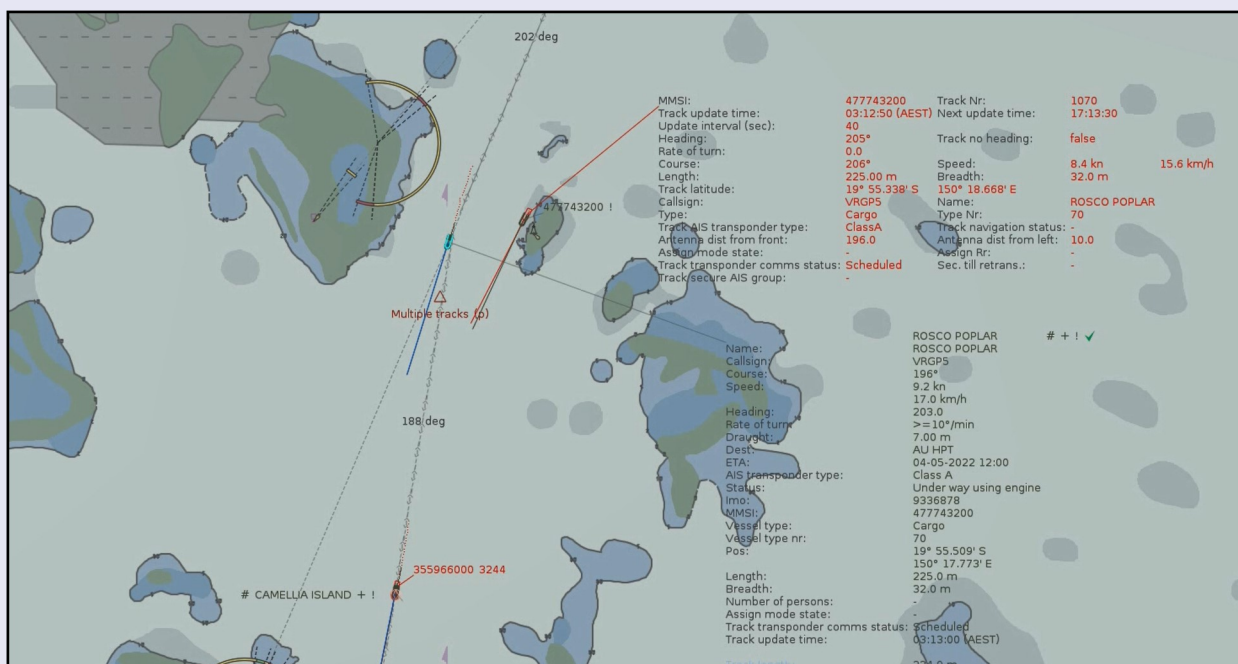 202 deg
MMSI: 477743200 Track Nr: 1070
Track update time: 03:12:50 (AEST) Next update time: 17:13:30
Update interval (sec): 40
Heading: 205° Track no heading: false
Rate of turn: 0.0
Course: 206° Speed: 8.4 kn 15.6 km/h
Length: 225.00 m Breadth: 32.0 m
Track latitude: 19° 55.338' S 150° 18.668' E
Callsign: VRGP5 Name: ROSCO POPLAR
Type: Cargo Type Nr: 70
Track AIS transponder type: ClassA Track navigation status: -
Antenna dist from front: 196.0 Antenna dist from left: 10.0
Assign mode state: - Assign Rr: -
Track transponder comms status: Scheduled Sec. till retrans.: -
Track secure AIS group: -
477743200 !
Multiple tracks (p)
188 deg
ROSCO POPLAR # + ! ✓
Name: ROSCO POPLAR
Callsign: VRGP5
Course: 196°
Speed: 9.2 kn
17.0 km/h
Heading: 203.0
Rate of turn: >=10°/min
Draught: 7.00 m
Dest: AU HPT
ETA: 04-05-2022 12:00
AIS transponder type: Class A
Status: Under way using engine
Imo: 9336878
MMSI: 477743200
Vessel type: Cargo
Vessel type nr: 70
Pos: 19° 55.509' S
150° 17.773' E
Length: 225.0 m
Breadth: 32.0 m
Number of persons: -
Assign mode state: -
Track transponder comms status: Scheduled
Track update time: 03:13:00 (AEST)
355966000 3244
# CAMELLIA ISLAND + !